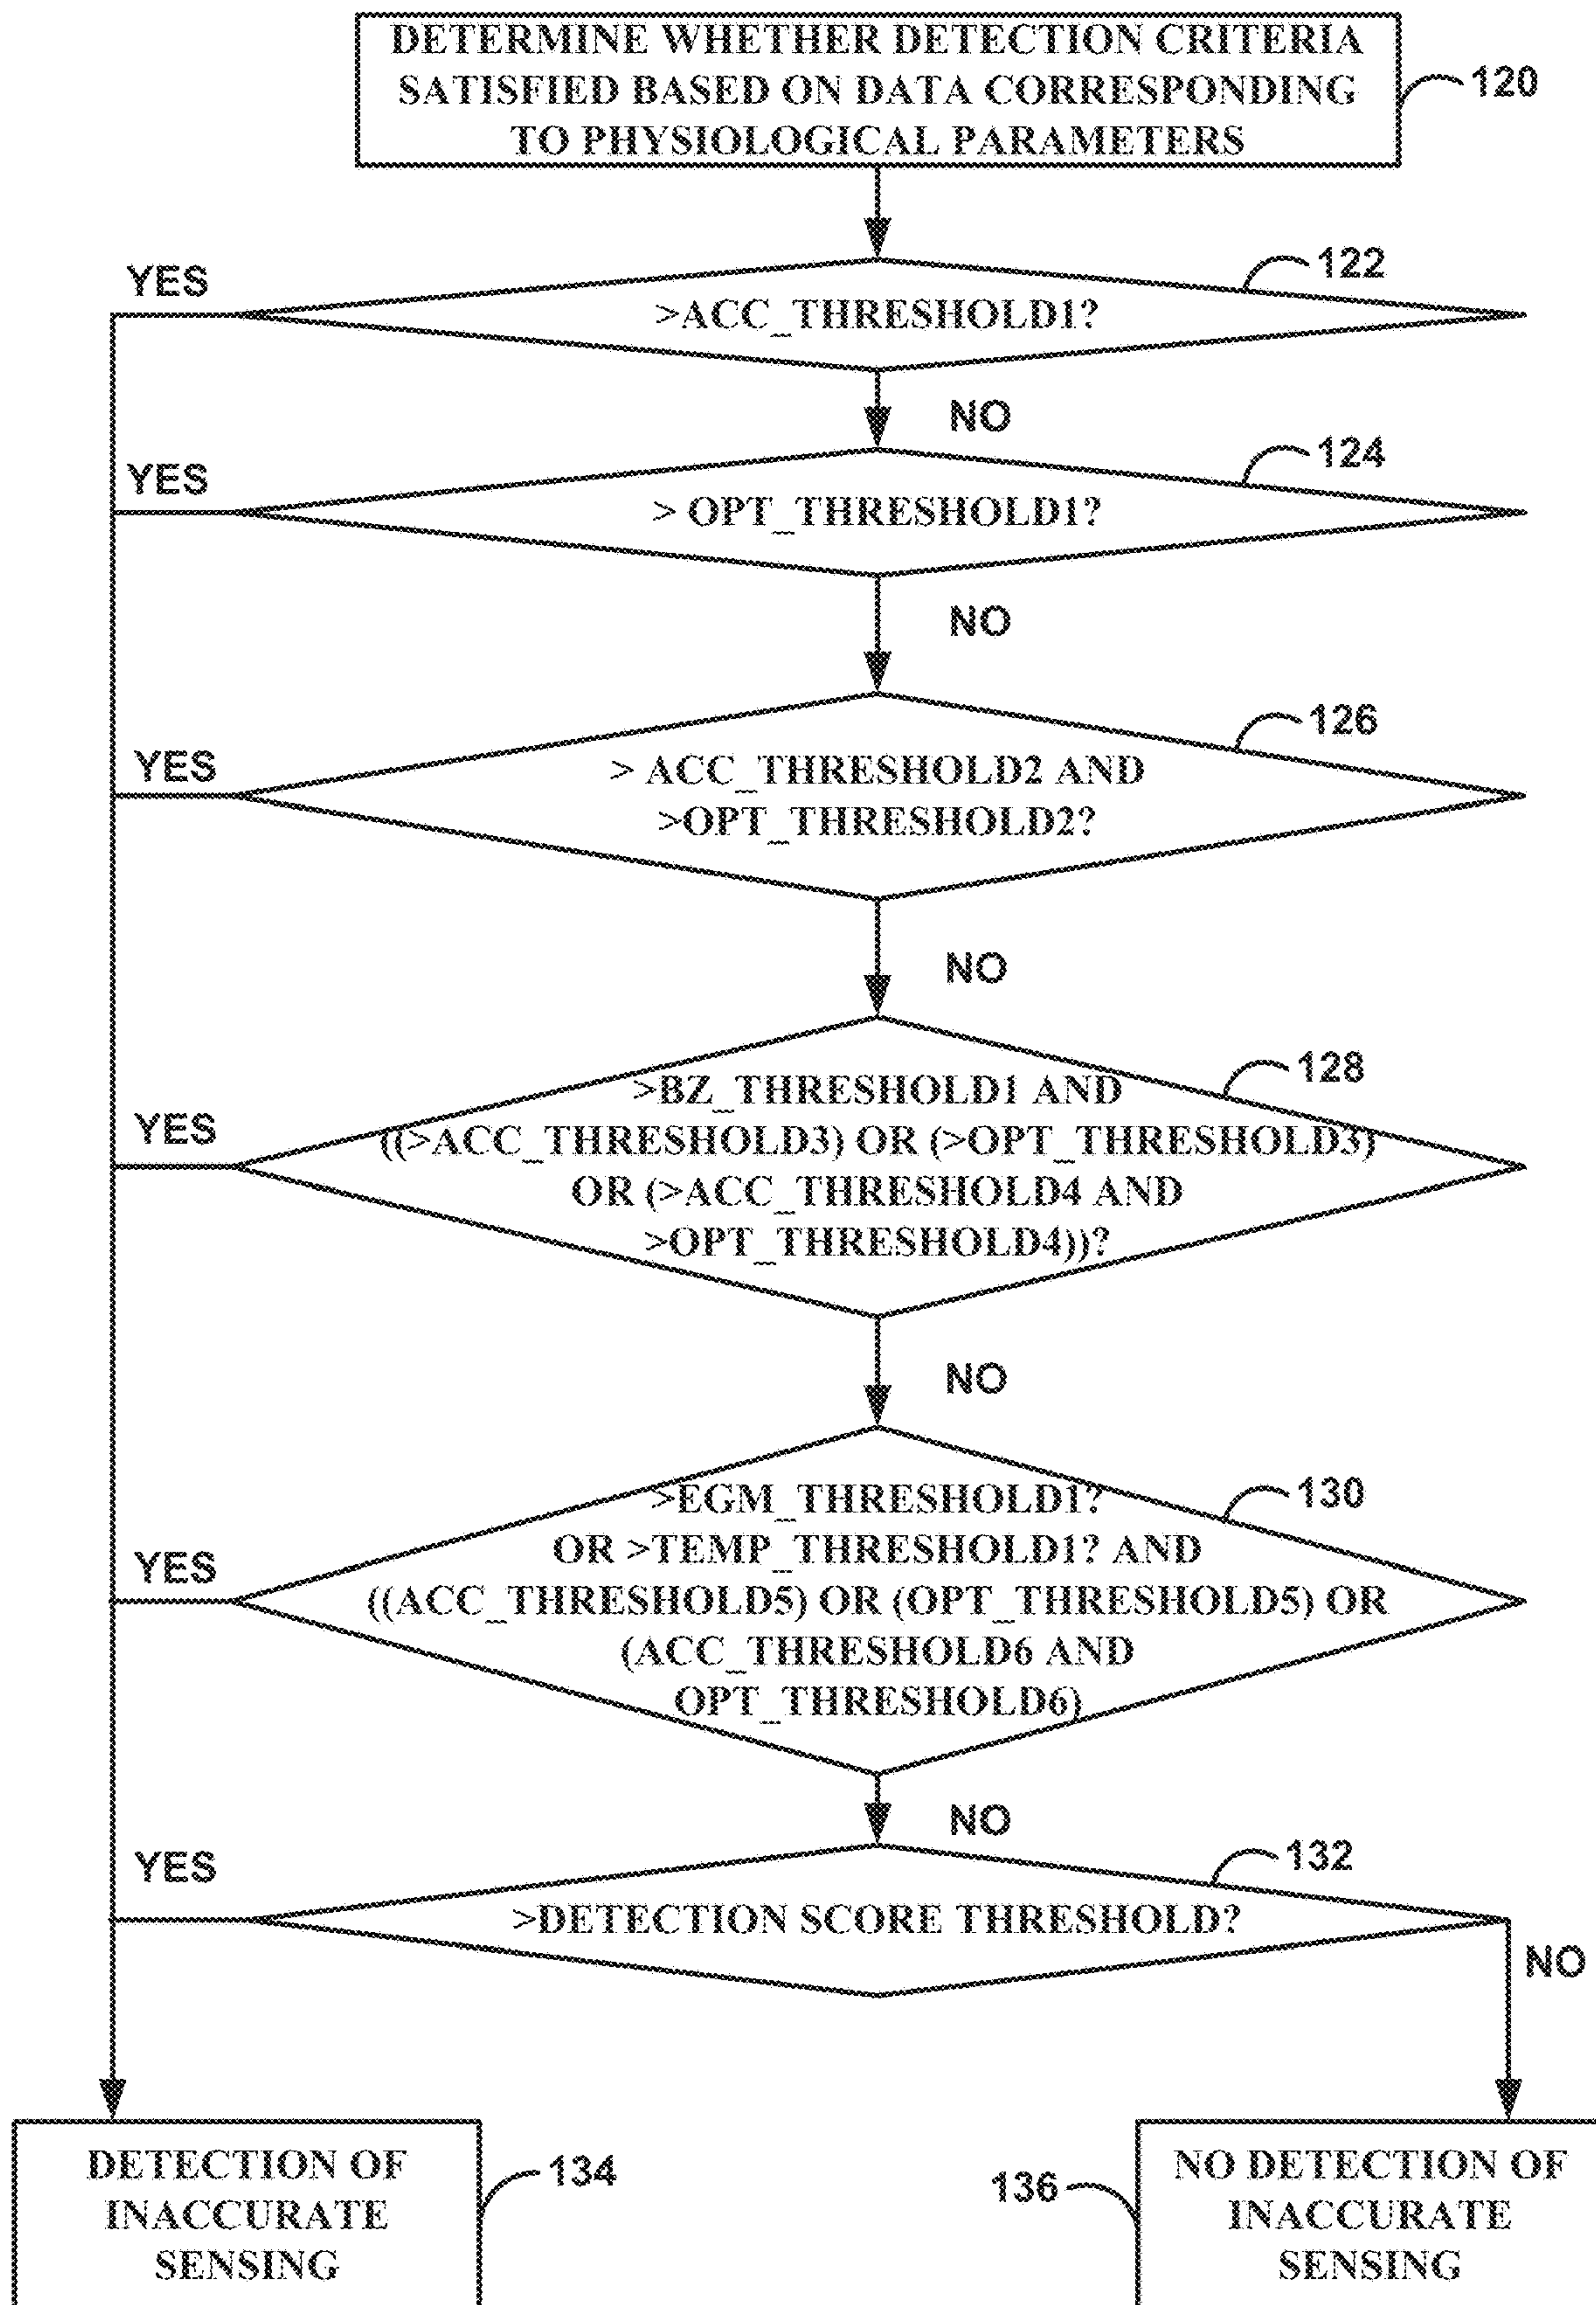 DETERMINE WHETHER DETECTION CRITERIA
SATISFIED BASED ON DATA CORRESPONDING
TO PHYSIOLOGICAL PARAMETERS
120
YES
122
>ACC_THRESHOLD1?
NO
YES
124
> OPT_THRESHOLD1?
NO
YES
126
> ACC_THRESHOLD2 AND
>OPT_THRESHOLD2?
NO
YES
128
>BZ_THRESHOLD1 AND
((>ACC_THRESHOLD3) OR (>OPT_THRESHOLD3)
OR (>ACC_THRESHOLD4 AND
>OPT_THRESHOLD4))?
NO
YES
130
>EGM_THRESHOLD1?
OR >TEMP_THRESHOLD1? AND
((ACC_THRESHOLD5) OR (OPT_THRESHOLD5) OR
(ACC_THRESHOLD6 AND
OPT_THRESHOLD6)
NO
YES
132
>DETECTION SCORE THRESHOLD?
NO
DETECTION OF
INACCURATE
SENSING
134
136
NO DETECTION OF
INACCURATE
SENSING